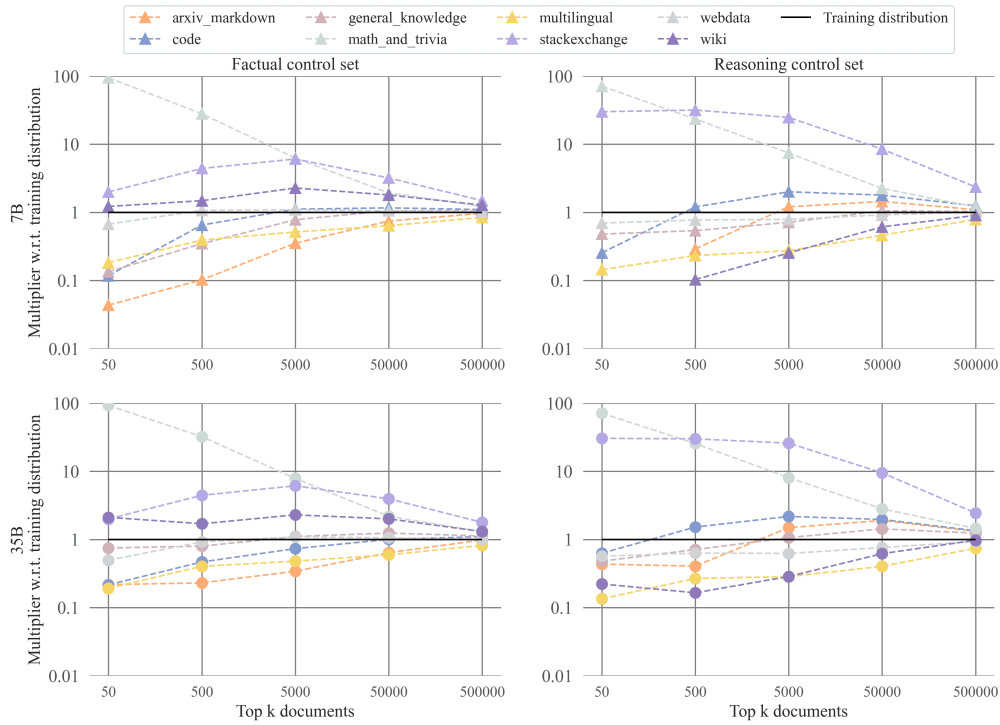 arxiv_markdown general_knowledge multilingual webdata Training distribution
code math_and_trivia stackexchange wiki
Factual control set Reasoning control set
7B
Multiplier w.r.t. training distribution
100
10
1
0.1
0.01
50 500 5000 50000 500000
100
10
1
0.1
0.01
50 500 5000 50000 500000
35B
Multiplier w.r.t. training distribution
100
10
1
0.1
0.01
50 500 5000 50000 500000
Top k documents
Multiplier w.r.t. training distribution
100
10
1
0.1
0.01
50 500 5000 50000 500000
Top k documents